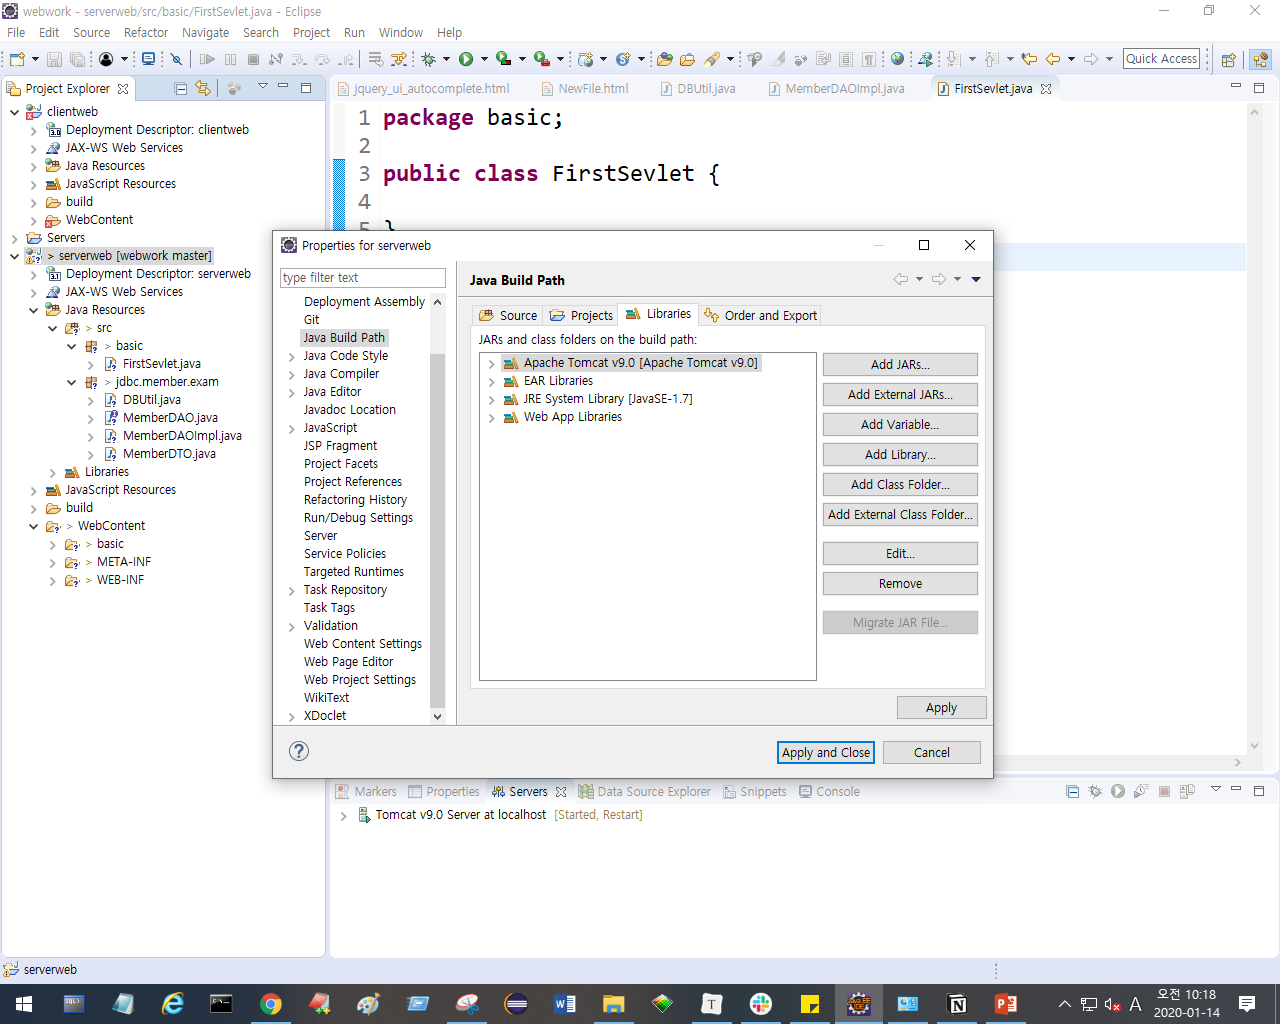 webwork - serverweb/src/basic/FirstSevlet.java - Eclipse
File Edit Source Refactor Navigate Search Project Run Window Help
Quick Access
Project Explorer
clientweb
Deployment Descriptor: clientweb
JAX-WS Web Services
Java Resources
JavaScript Resources
build
WebContent
Servers
> serverweb [webwork master]
Deployment Descriptor: serverweb
JAX-WS Web Services
Java Resources
> src
> basic
FirstSevlet.java
> jdbc.member.exam
DBUtil.java
MemberDAO.java
MemberDAOImpl.java
MemberDTO.java
Libraries
JavaScript Resources
build
> WebContent
> basic
> META-INF
> WEB-INF
jquery_ui_autocomplete.html NewFile.html DBUtil.java MemberDAOImpl.java FirstSevlet.java
1 package basic;
2
3 public class FirstSevlet {
4
5 }
Properties for serverweb
type filter text
Deployment Assembly
Git
Java Build Path
Java Code Style
Java Compiler
Java Editor
Javadoc Location
JavaScript
JSP Fragment
Project Facets
Project References
Refactoring History
Run/Debug Settings
Server
Service Policies
Targeted Runtimes
Task Repository
Task Tags
Validation
Web Content Settings
Web Page Editor
Web Project Settings
WikiText
XDoclet
Java Build Path
Source Projects Libraries Order and Export
JARs and class folders on the build path:
Apache Tomcat v9.0 [Apache Tomcat v9.0]
EAR Libraries
JRE System Library [JavaSE-1.7]
Web App Libraries
Add JARs...
Add External JARs...
Add Variable...
Add Library...
Add Class Folder...
Add External Class Folder...
Edit...
Remove
Migrate JAR File...
Apply
Apply and Close Cancel
Markers Properties Servers Data Source Explorer Snippets Console
Tomcat v9.0 Server at localhost [Started, Restart]
serverweb
A 오전 10:18
2020-01-14